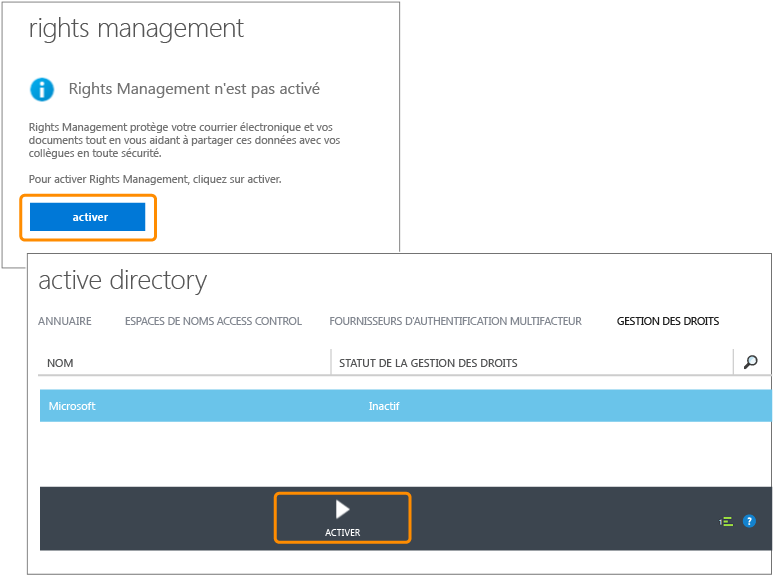 rights management
Rights Management n'est pas activé
Rights Management protège votre courrier électronique et vos
documents tout en vous aidant à partager ces données avec vos
collègues en toute sécurité.
Pour activer Rights Management, cliquez sur activer.
activer
active directory
ANNUAIRE ESPACES DE NOMS ACCESS CONTROL FOURNISSEURS D'AUTHENTIFICATION MULTIFACTEUR GESTION DES DROITS
NOM STATUT DE LA GESTION DES DROITS
Microsoft Inactif
ACTIVER
1 ?